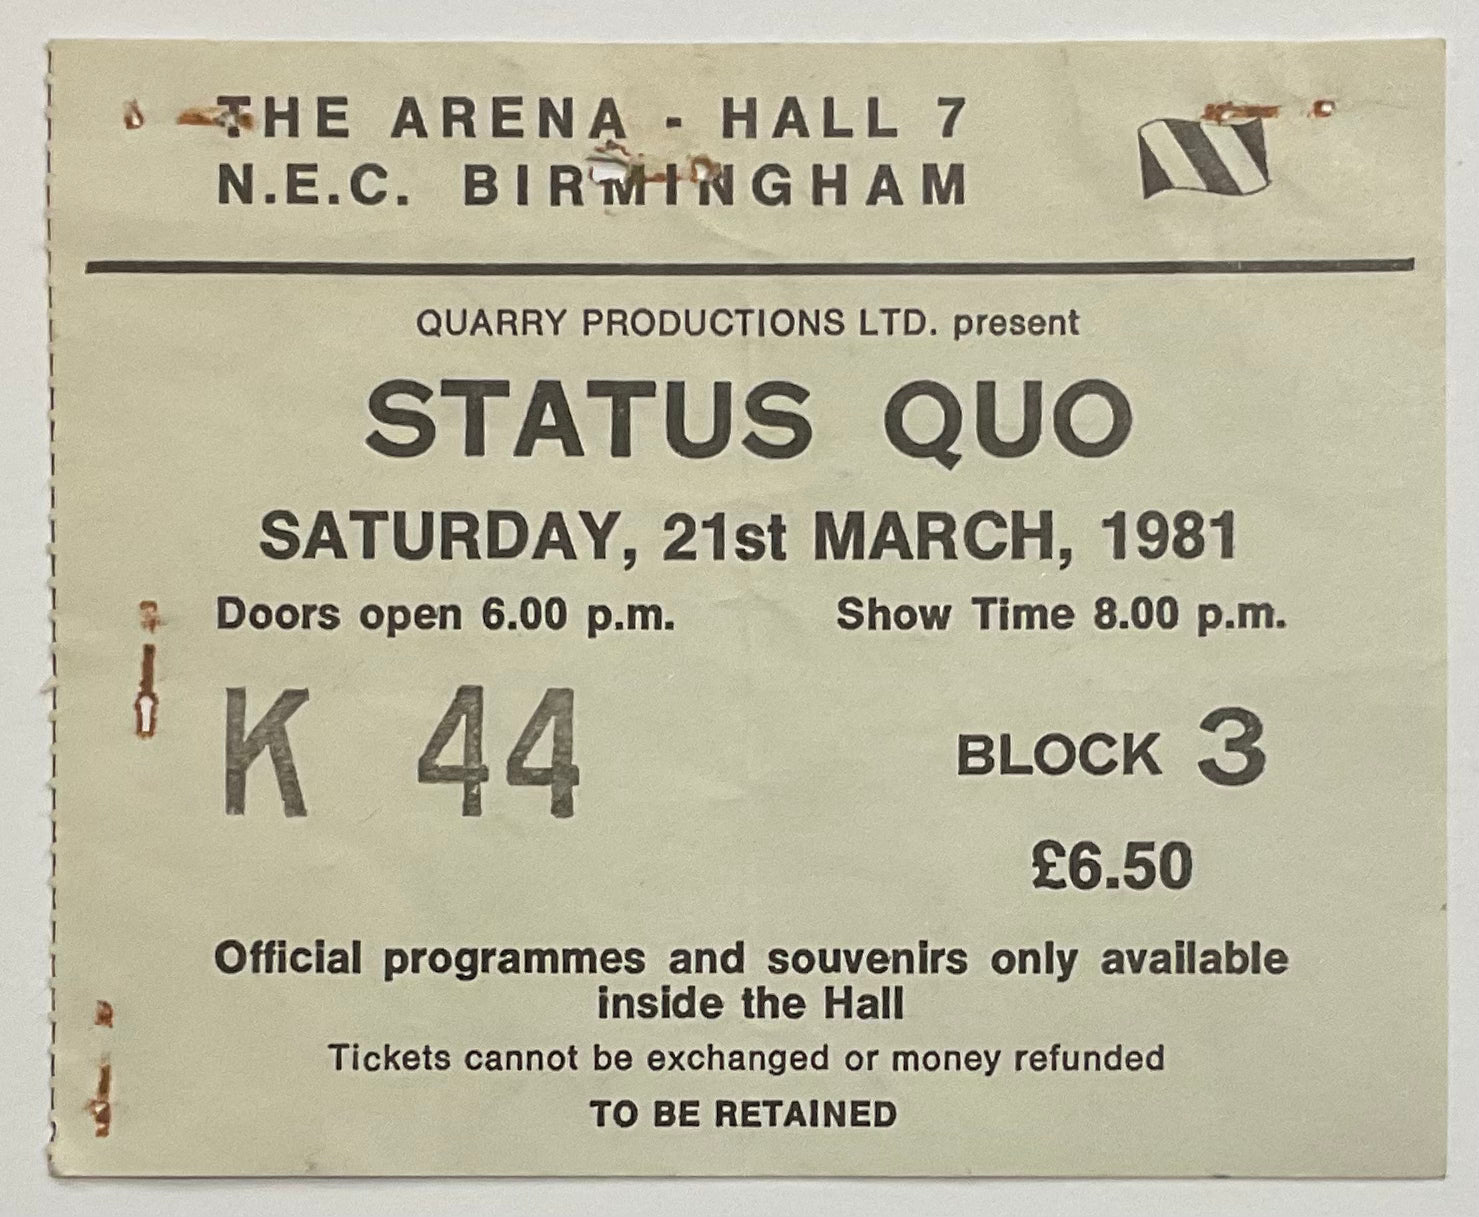 THE ARENA - HALL 7
N.E.C. BIRMINGHAM
QUARRY PRODUCTIONS LTD. present
STATUS QUO
SATURDAY, 21st MARCH, 1981
Doors open 6.00 p.m. Show Time 8.00 p.m.
K 44 BLOCK 3
£6.50
Official programmes and souvenirs only available
inside the Hall
Tickets cannot be exchanged or money refunded
TO BE RETAINED